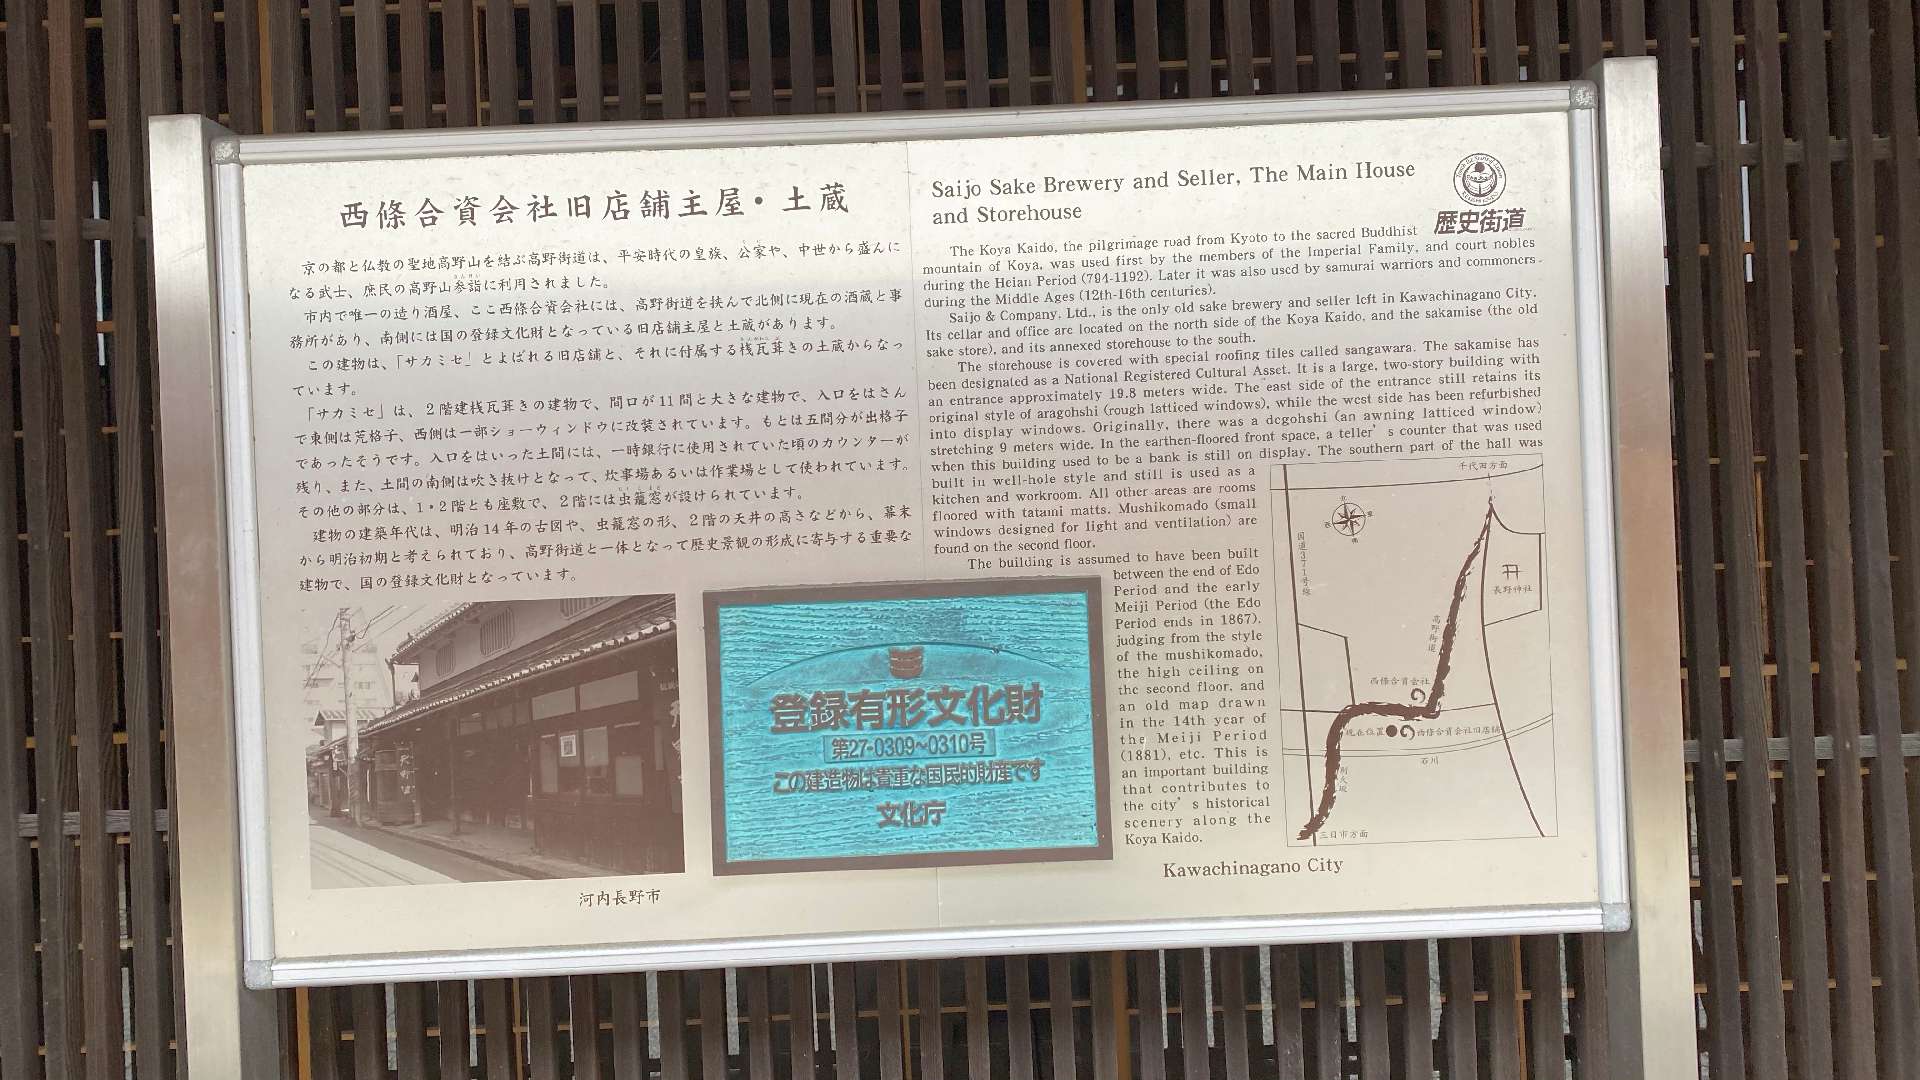 西條合資会社旧店舗主屋・土蔵
京の都と仏教の聖地高野山を結ぶ高野街道は、平安時代の皇族、公家や、中世から盛んに
なる武士、庶民の高野山参詣に利用されました。
市内で唯一の造り酒屋、ここ西條合資会社には、高野街道を挟んで北側に現在の酒蔵と事
務所があり、南側には国の登録文化財となっている旧店舗主屋と土蔵があります。
この建物は、「サカミセ」とよばれる旧店舗と、それに付属する桟瓦葺きの土蔵からなっ
ています。
「サカミセ」は、2階建桟瓦葺きの建物で、間口が11間と大きな建物で、入口をはさん
で東側は荒格子、西側は一部ショーウィンドウに改装されています。もとは五間分が出格子
であったそうです。入口をはいった土間には、一時銀行に使用されていた頃のカウンターが
残り、また、土間の南側は吹き抜けとなって、炊事場あるいは作業場として使われています。
その他の部分は、1・2階とも座敷で、2階には虫籠窓が設けられています。
建物の建築年代は、明治14年の古図や、虫籠窓の形、2階の天井の高さなどから、幕末
から明治初期と考えられており、高野街道と一体となって歴史景観の形成に寄与する重要な
建物で、国の登録文化財となっています。
河内長野市
登録有形文化財
第27-0309~0310号
この建造物は貴重な国民的財産です
文化庁
Saijo Sake Brewery and Seller, The Main House
and Storehouse
歴史街道
The Koya Kaido, the pilgrimage road from Kyoto to the sacred Buddhist
mountain of Koya, was used first by the members of the Imperial Family, and court nobles
during the Heian Period (794-1192). Later it was also used by samurai warriors and commoners
during the Middle Ages (12th-16th centuries).
Saijo & Company, Ltd., is the only old sake brewery and seller left in Kawachinagano City.
Its cellar and office are located on the north side of the Koya Kaido, and the sakamise (the old
sake store), and its annexed storehouse to the south.
The storehouse is covered with special roofing tiles called sangawara. The sakamise has
been designated as a National Registered Cultural Asset. It is a large, two-story building with
an entrance approximately 19.8 meters wide. The east side of the entrance still retains its
original style of aragohshi (rough latticed windows), while the west side has been refurbished
into display windows. Originally, there was a degohshi (an awning latticed window)
stretching 9 meters wide. In the earthen-floored front space, a teller's counter that was used
when this building used to be a bank is still on display. The southern part of the hall was
built in well-hole style and still is used as a
kitchen and workroom. All other areas are rooms
floored with tatami matts. Mushikomado (small
windows designed for light and ventilation) are
found on the second floor.
The building is assumed to have been built
between the end of Edo
Period and the early
Meiji Period (the Edo
Period ends in 1867),
judging from the style
of the mushikomado,
the high ceiling on
the second floor, and
an old map drawn
in the 14th year of
the Meiji Period
(1881), etc. This is
an important building
that contributes to
the city's historical
scenery along the
Koya Kaido.
Kawachinagano City
千代田方面
国道371号線
長野神社
高野街道
西條合資会社
現在位置
西條合資会社旧店舗
石川
三日市方面